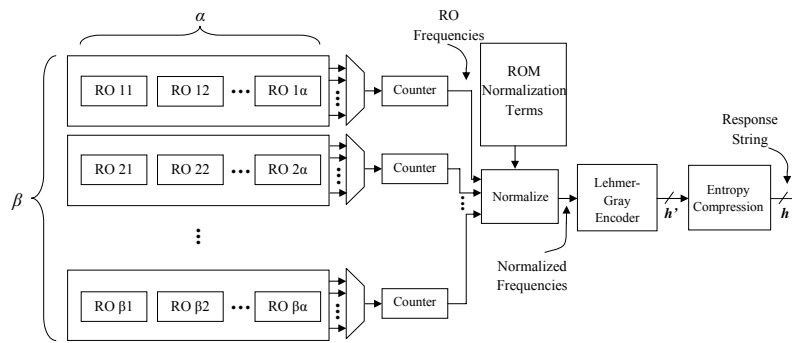 α
RO
Frequencies
ROM
Normalization
Terms
RO 11
RO 12
•••
RO 1α
Counter
Response
String
β
RO 21
RO 22
•••
RO 2α
Counter
Normalize
Lehmer-
Gray
Encoder
h'
Entropy
Compression
h
Normalized
Frequencies
RO β1
RO β2
•••
RO βα
Counter